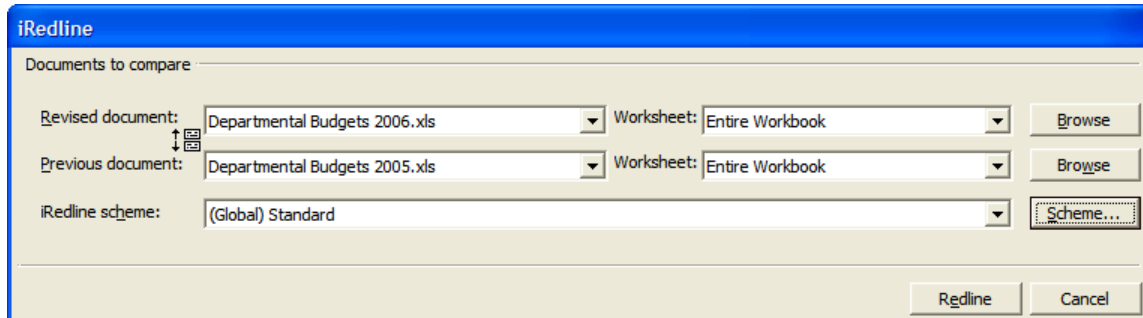 iRedline
Documents to compare
Revised document: Departmental Budgets 2006.xls Worksheet: Entire Workbook Browse
Previous document: Departmental Budgets 2005.xls Worksheet: Entire Workbook Browse
iRedline scheme: (Global) Standard Scheme...
Redline Cancel